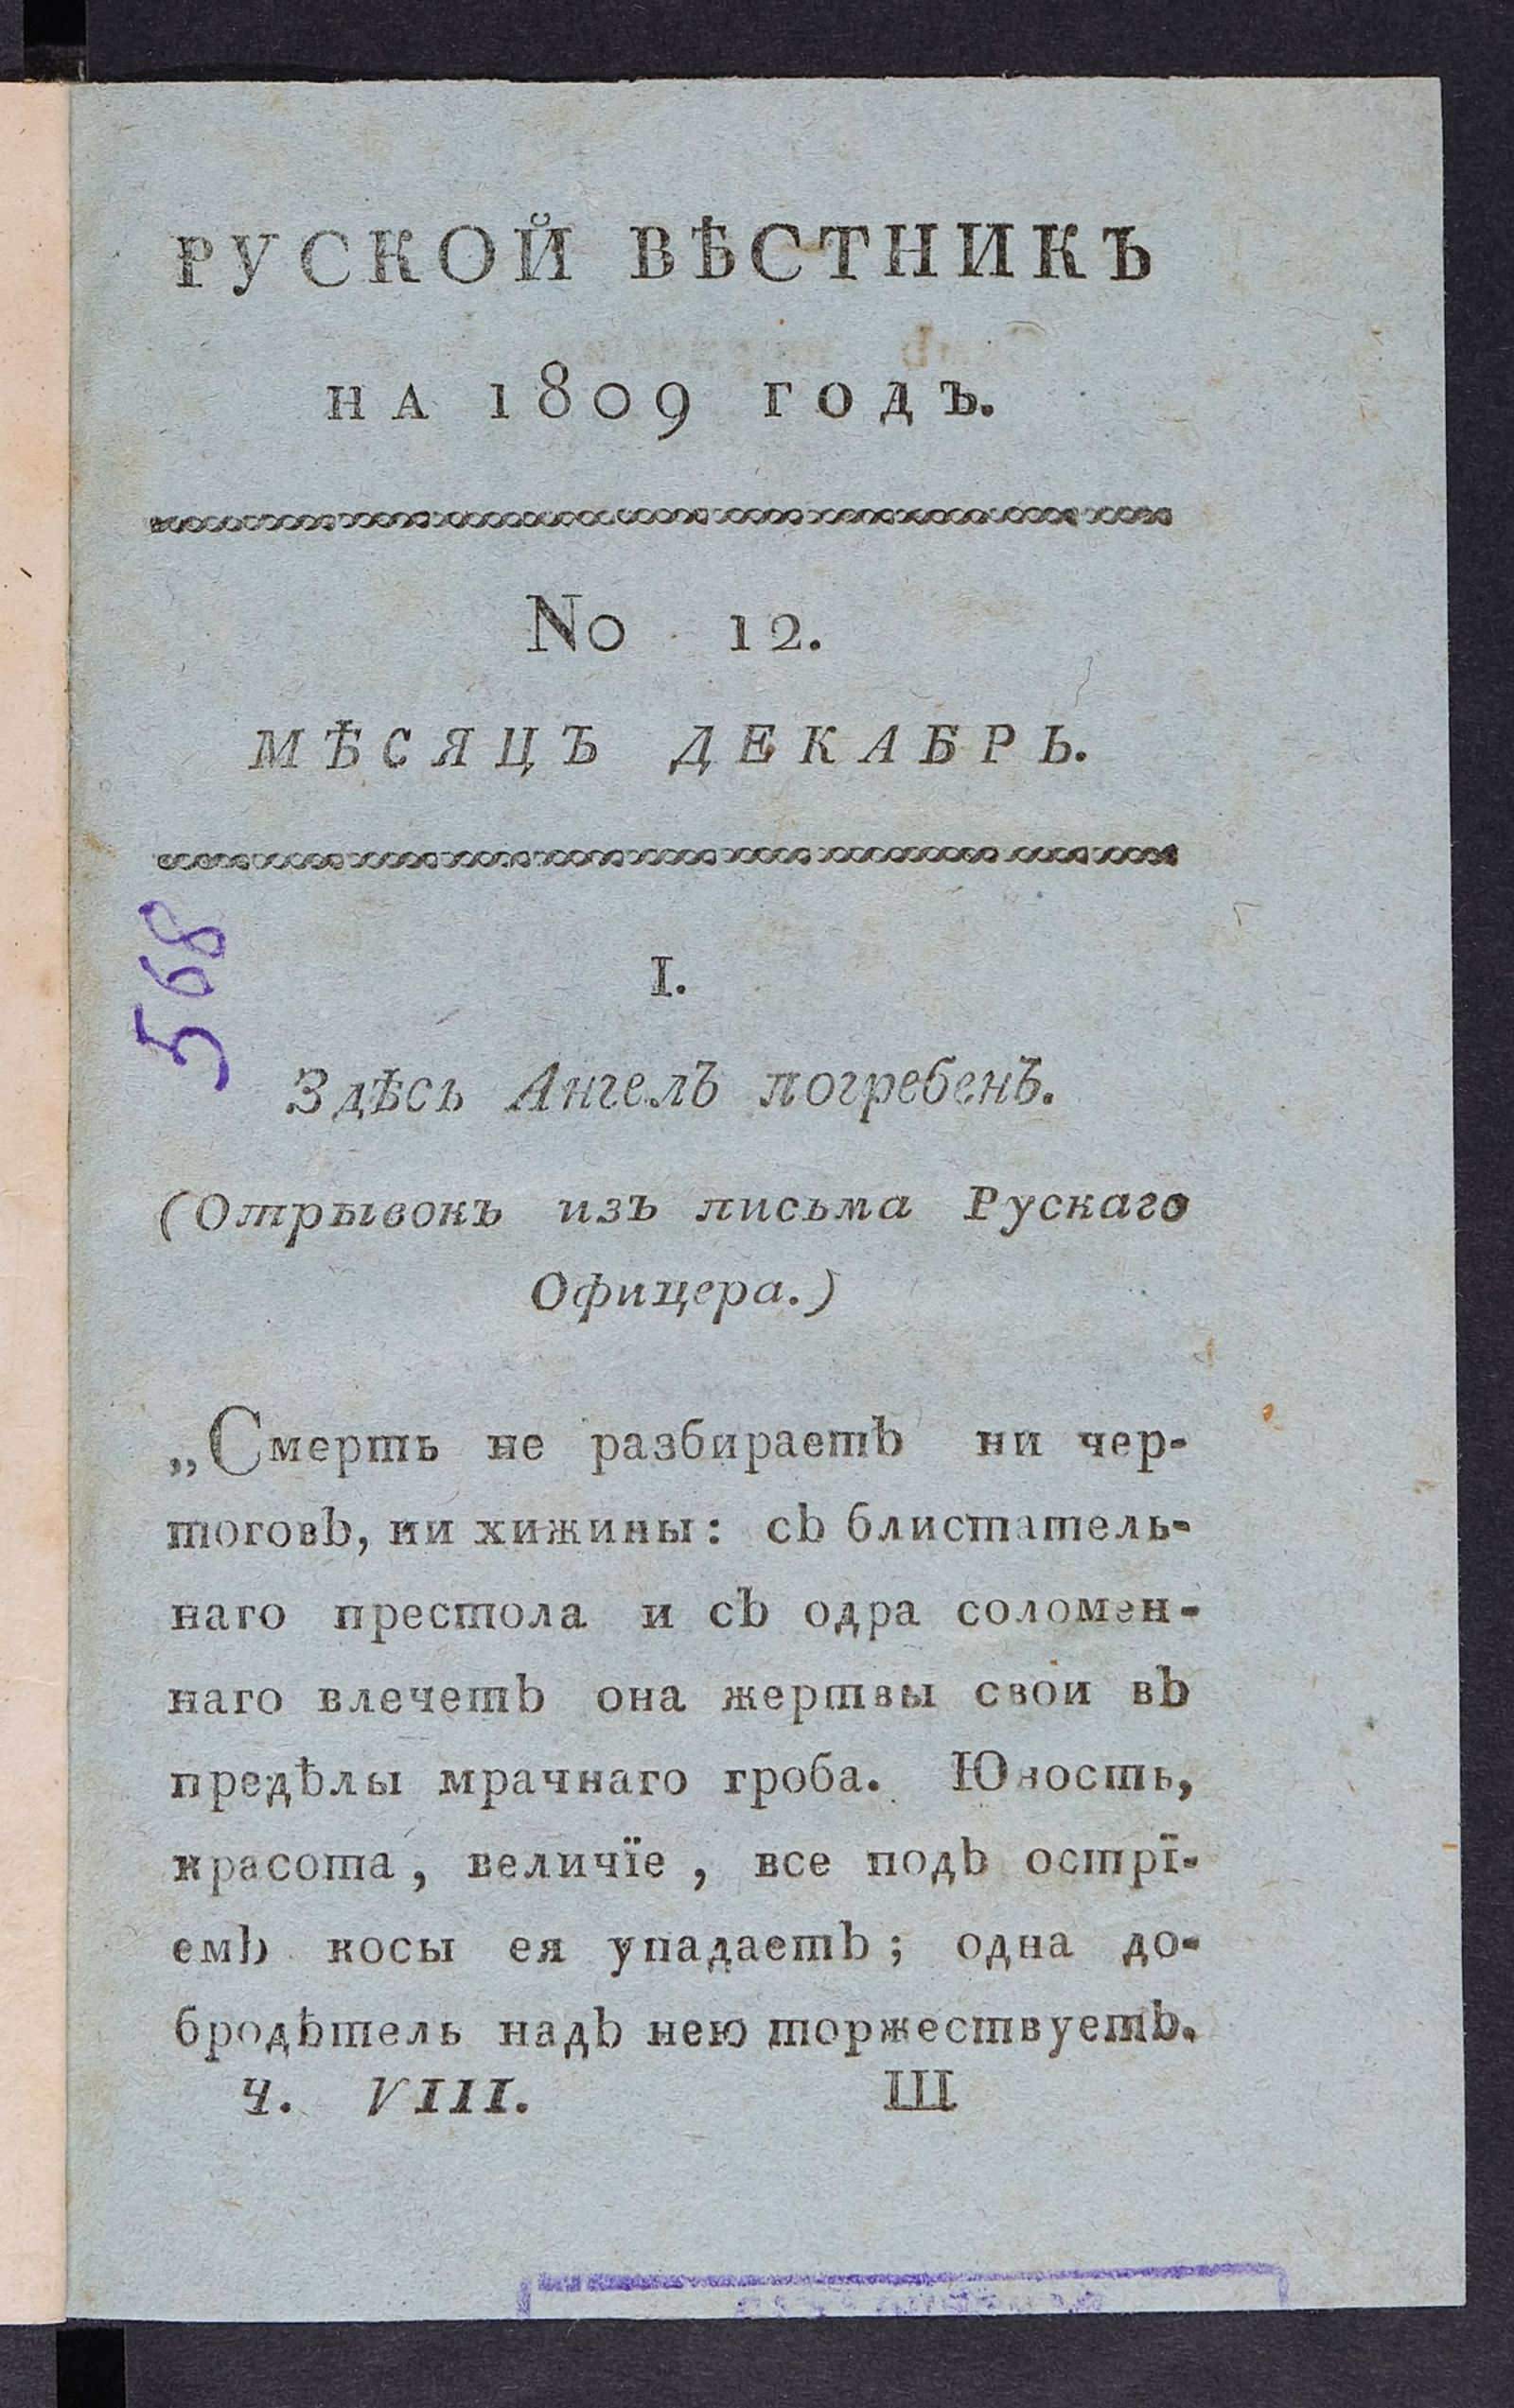 РУСКОЙ ВѢСТНИКЪ
НА 1809 ГОДЪ.
No 12.
МѢСЯЦЪ ДЕКАБРЬ.
568
I.
Здѣсь Ангелъ погребенъ.
(Отрывокъ изъ письма Рускаго
Офицера.)
„Смерть не разбираетъ ни чер-
тоговъ, ни хижины: съ блистатель-
наго престола и съ одра соломен-
наго влечетъ она жертвы свои въ
предѣлы мрачнаго гроба. Юность,
красота, величїе, все подъ острї-
емъ косы ея упадаетъ; одна до-
бродѣтель надъ нею торжествуетъ.
Ч. VIII. Ш